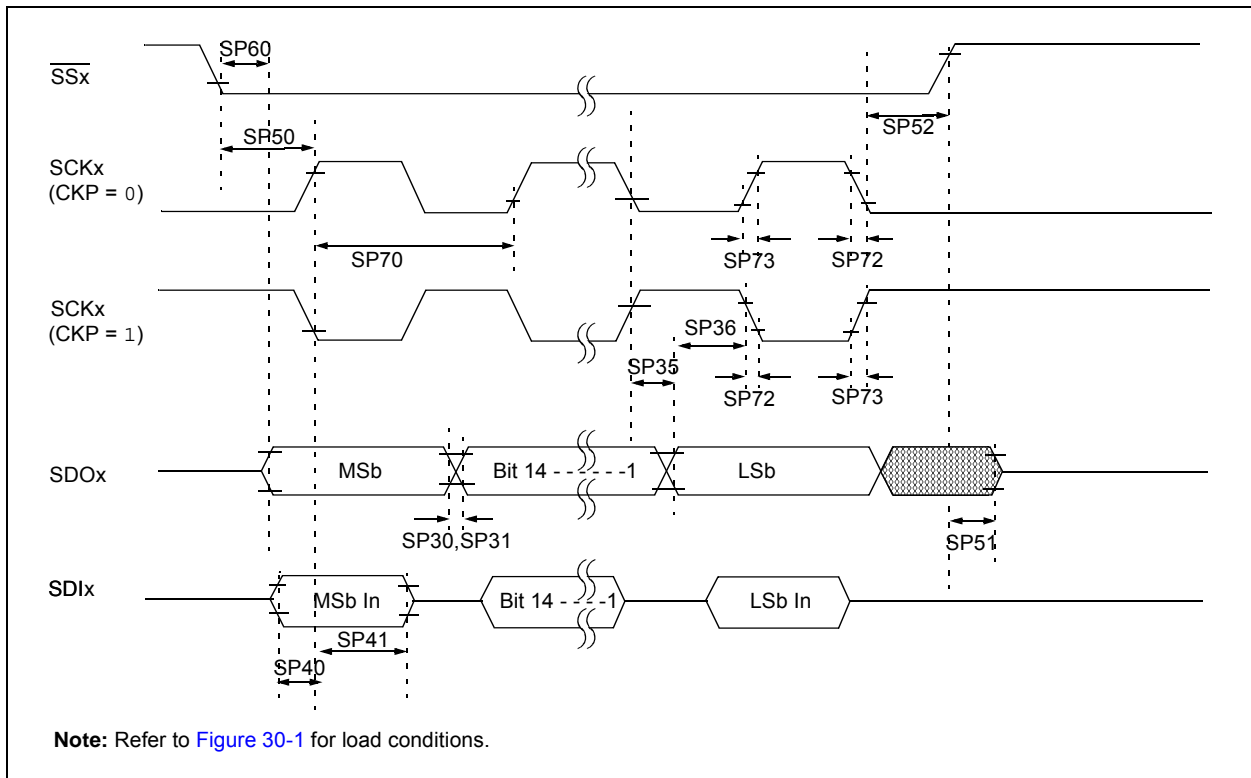 SP60
SSx
SP50
SP52
SCKx
(CKP = 0)
SP70
SP73
SP72
SCKx
(CKP = 1)
SP36
SP35
SP72
SP73
SDOx
MSb
Bit 14 - - - - - -1
LSb
SP30,SP31
SP51
SDIx
MSb In
Bit 14 - - - -1
LSb In
SP41
SP40
Note: Refer to Figure 30-1 for load conditions.